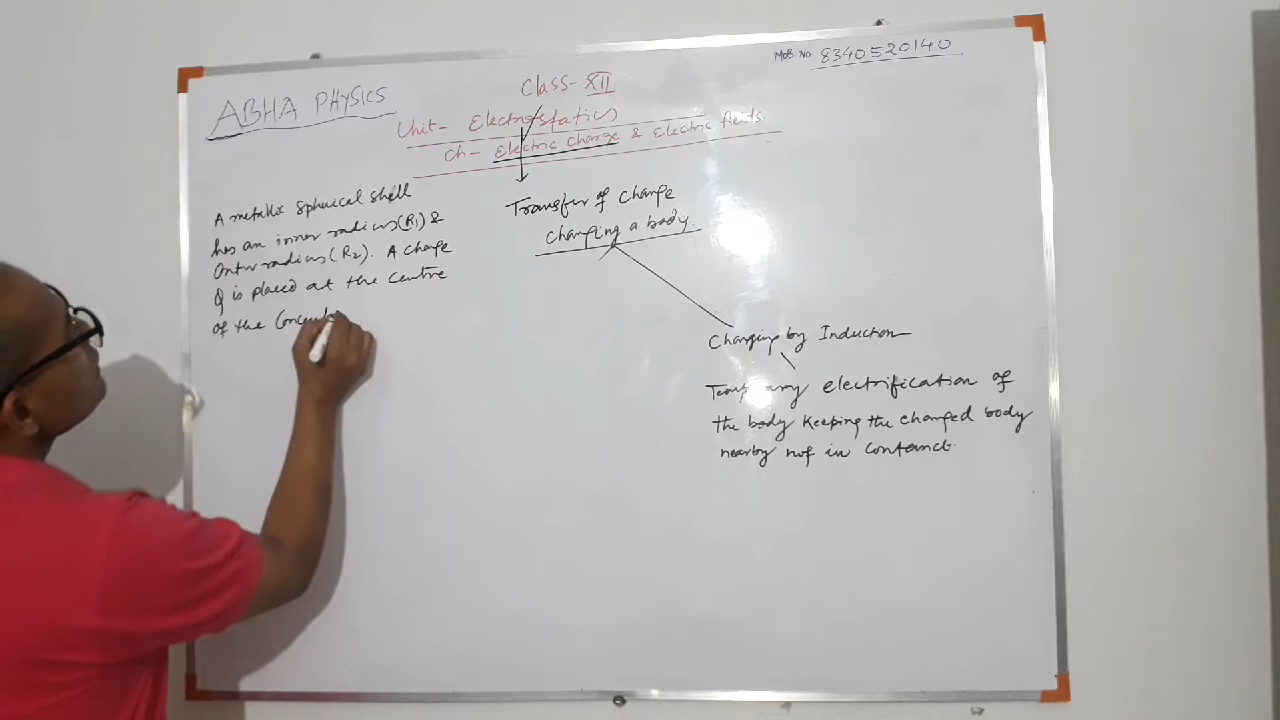 MOB No 8340520140
ABHA PHYSICS
Class- XII
Unit- Electrostatics
Ch- Electric Charge & Electric fields
A metallic Spherical Shell
has an inner radius (R1) &
Outer radius (R2). A charge
Q is placed at the centre
of the
Transfer of Charge
Charging a body.
Charging by Induction
electrification of
the body Keeping the charged body
nearby not in contanct.